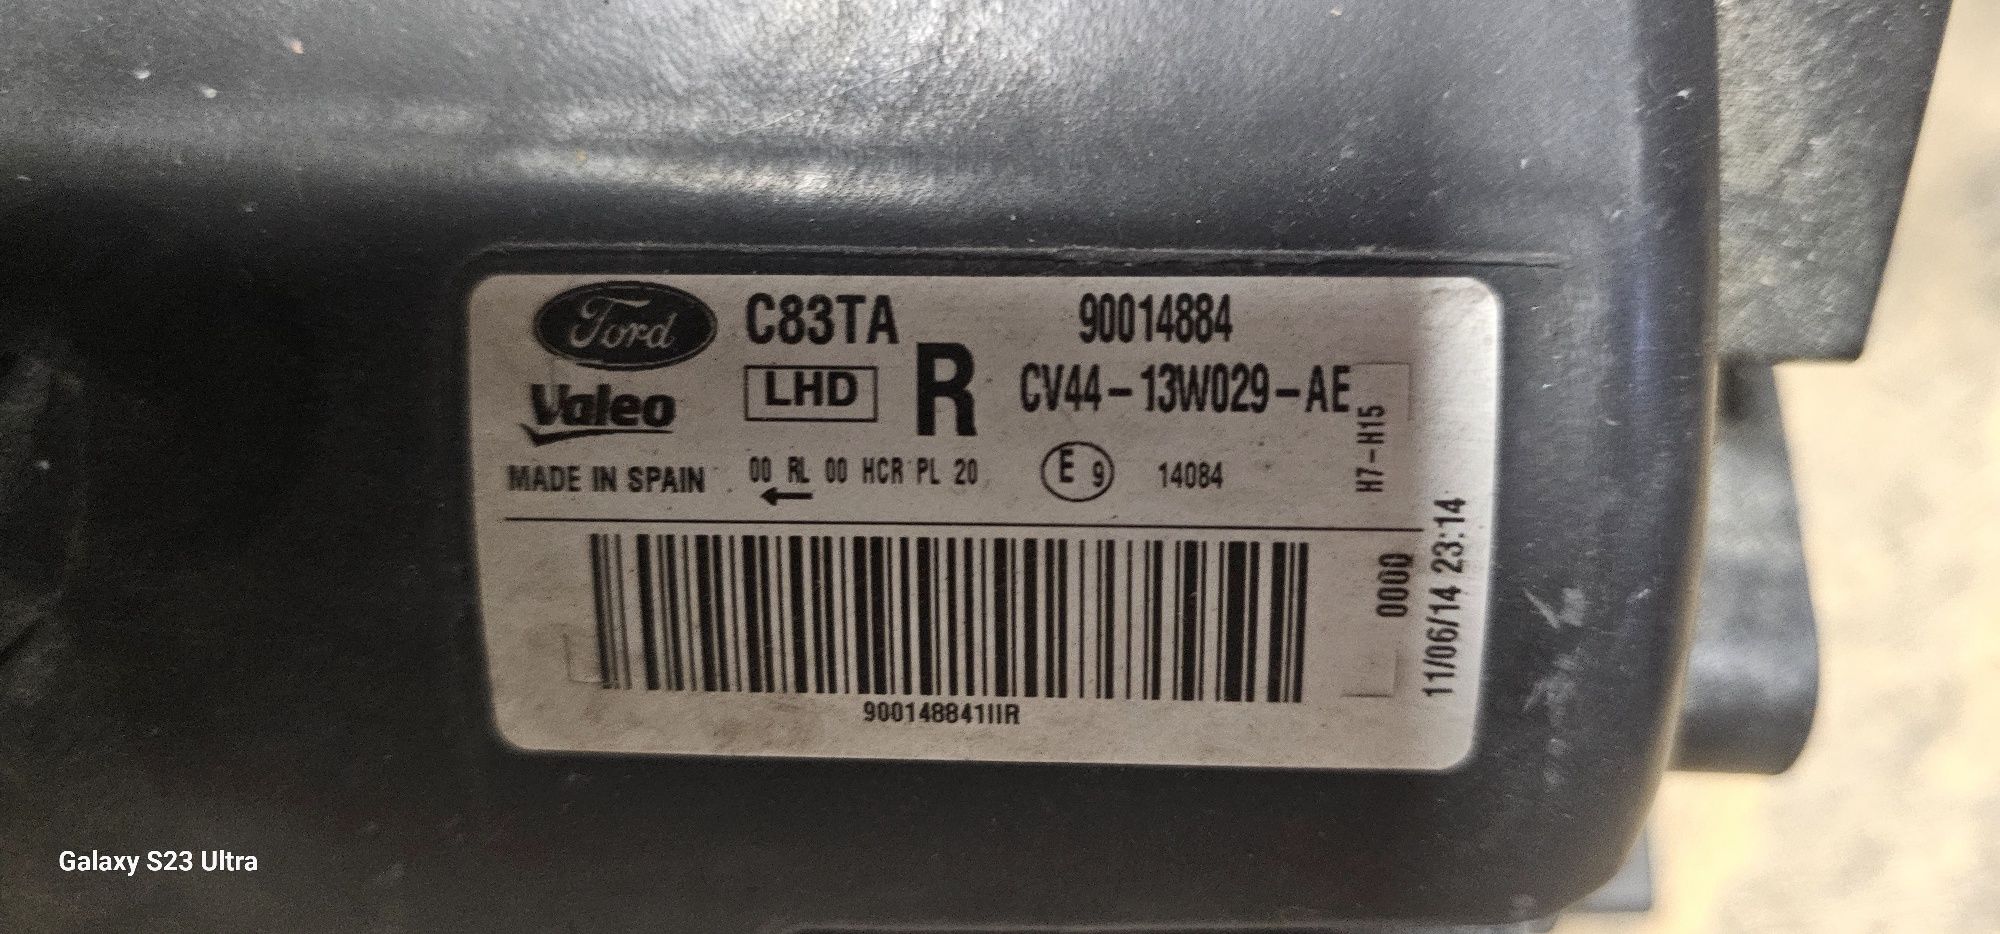 Ford C83TA 90014884
Valeo LHD R CV44-13W029-AE
H7-H15
MADE IN SPAIN 00 RL 00 HCR PL 20 E 9 14084
0000
11/06/14 23:14
900148841IIR
Galaxy S23 Ultra